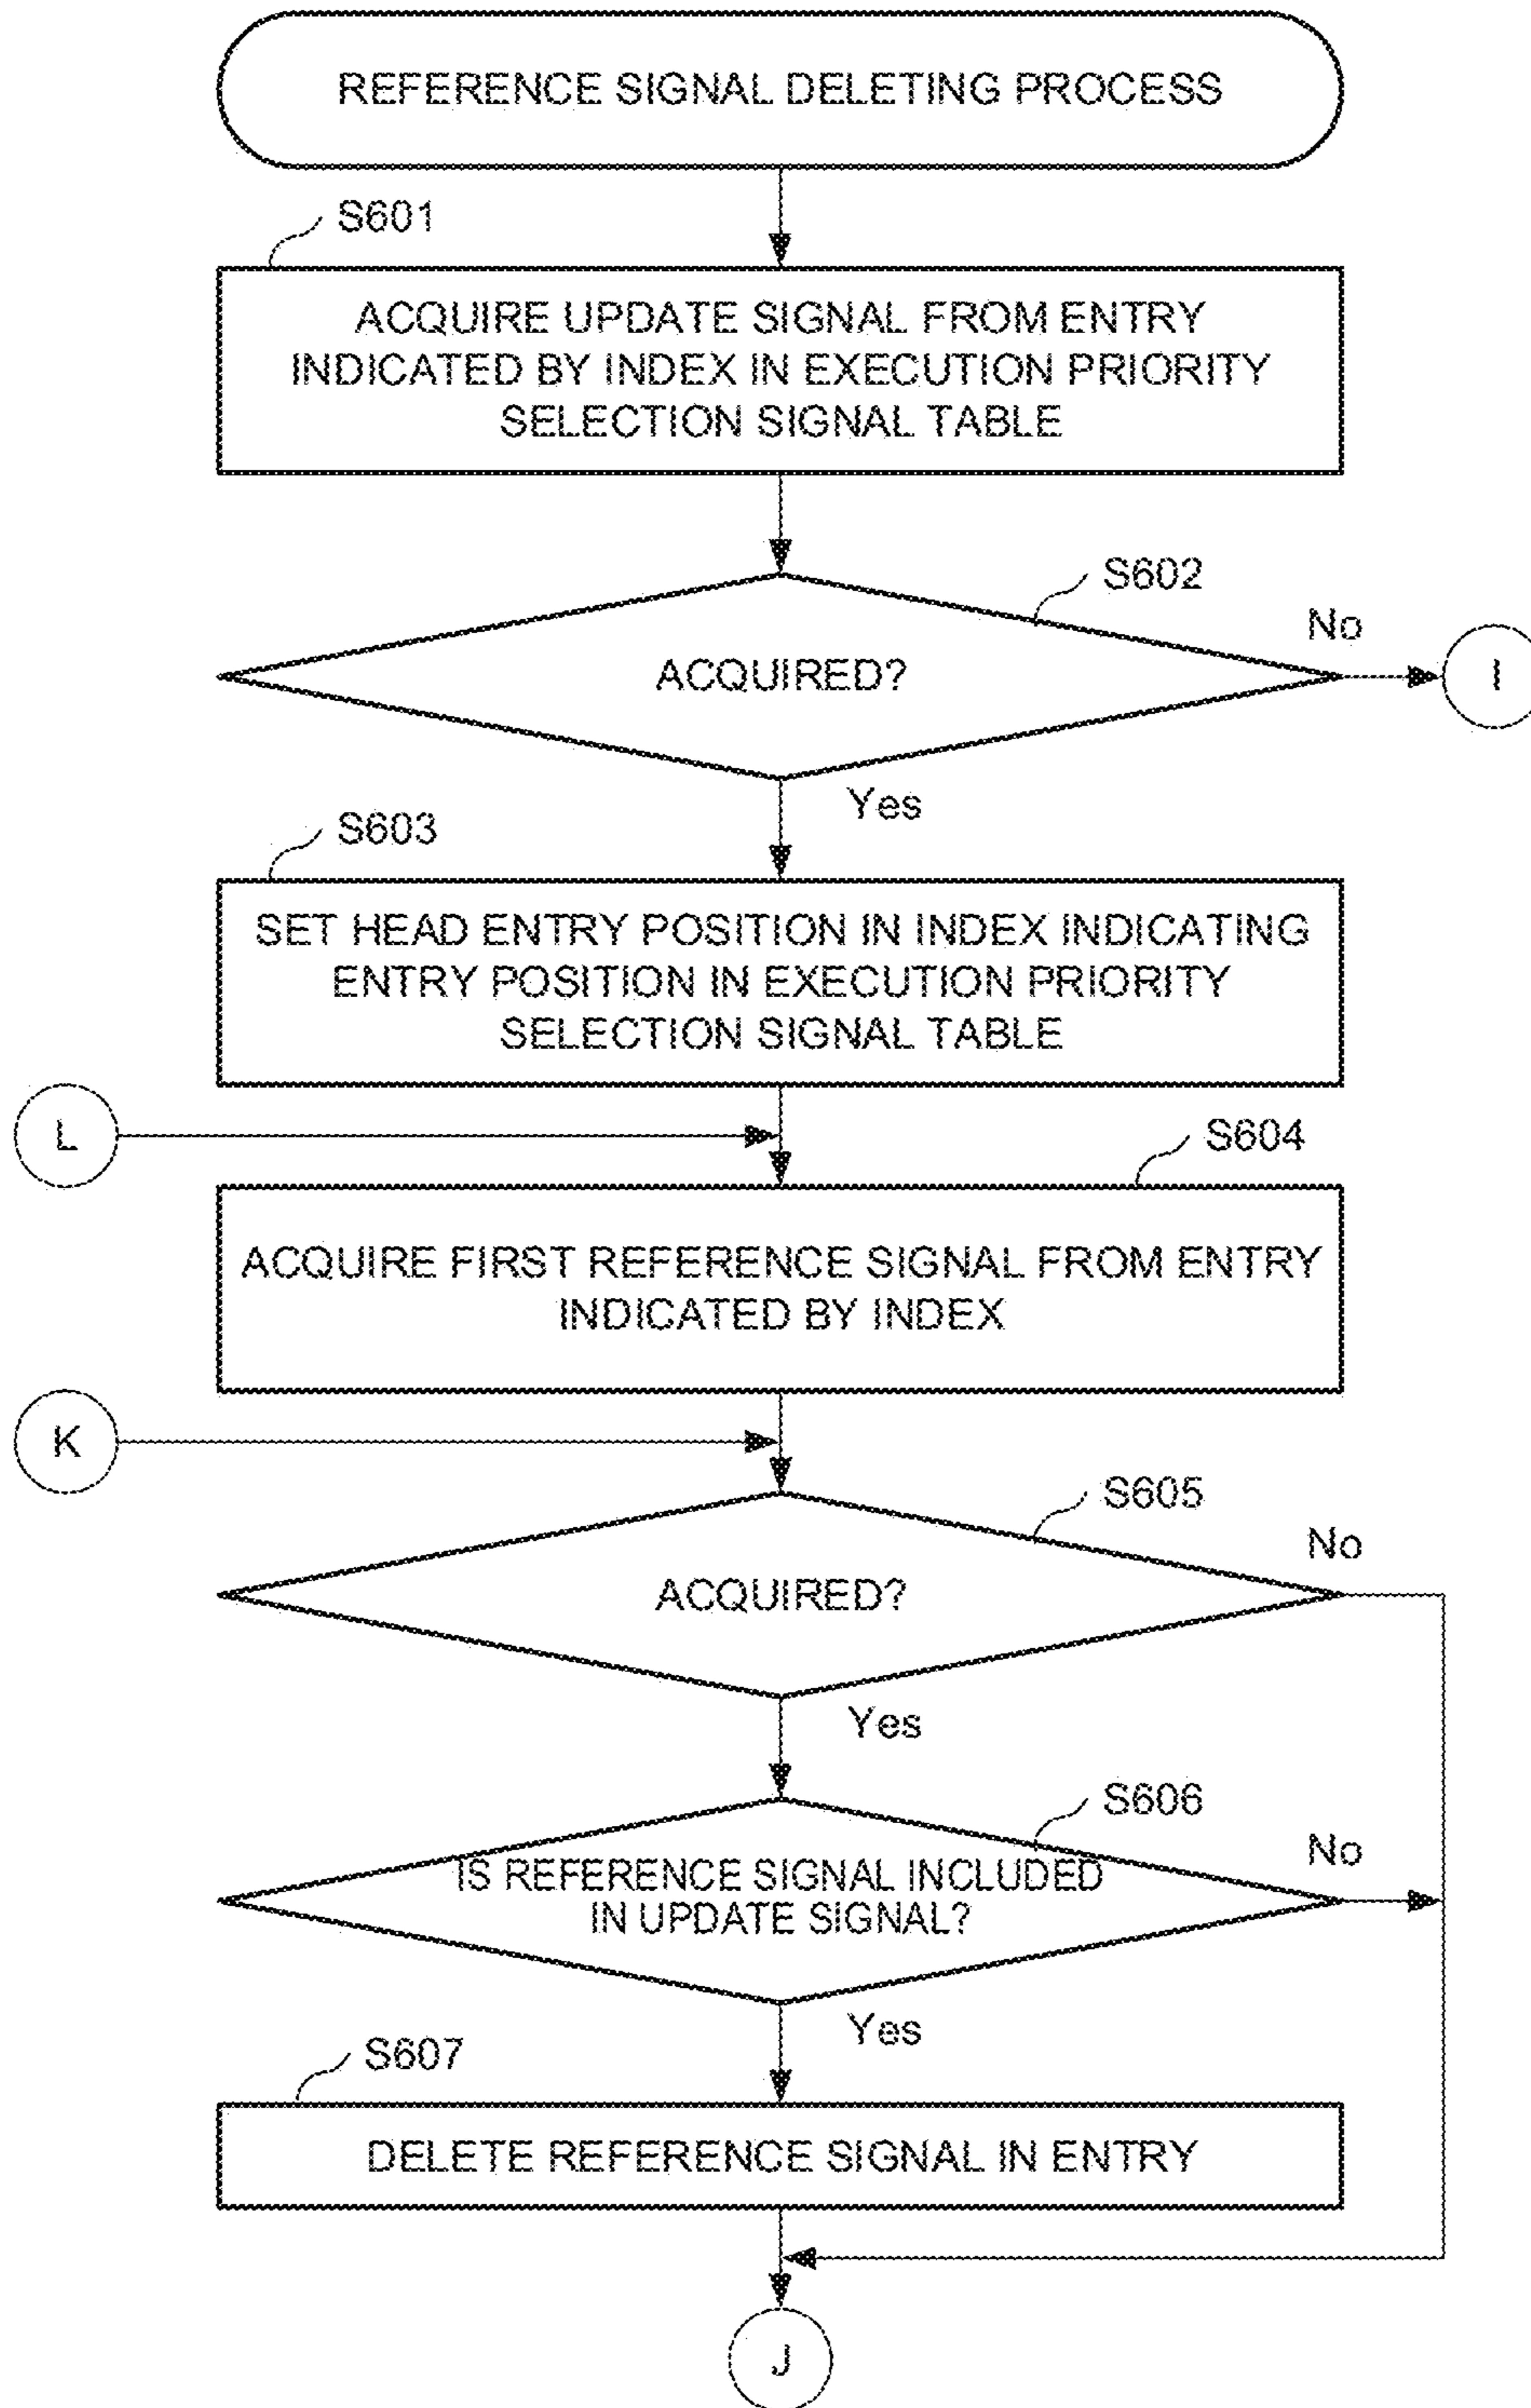 REFERENCE SIGNAL DELETING PROCESS
S601
ACQUIRE UPDATE SIGNAL FROM ENTRY
INDICATED BY INDEX IN EXECUTION PRIORITY
SELECTION SIGNAL TABLE
S602
No
ACQUIRED?
I
Yes
S603
SET HEAD ENTRY POSITION IN INDEX INDICATING
ENTRY POSITION IN EXECUTION PRIORITY
SELECTION SIGNAL TABLE
L
S604
ACQUIRE FIRST REFERENCE SIGNAL FROM ENTRY
INDICATED BY INDEX
K
S605
No
ACQUIRED?
Yes
S606
No
IS REFERENCE SIGNAL INCLUDED
IN UPDATE SIGNAL?
Yes
S607
DELETE REFERENCE SIGNAL IN ENTRY
J